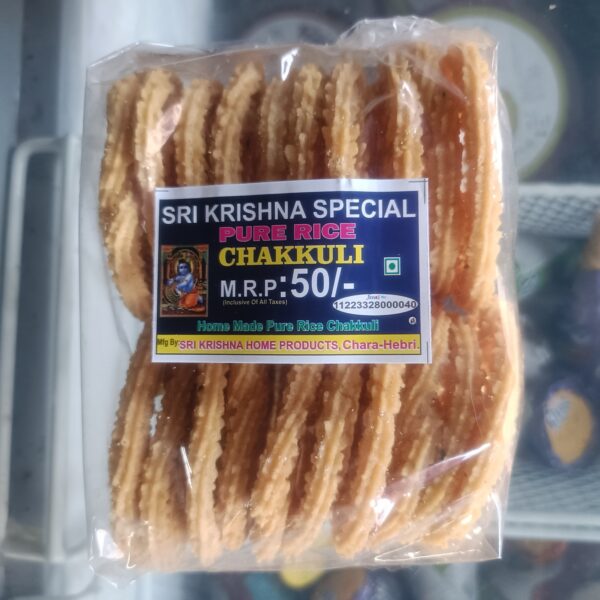 SRI KRISHNA SPECIAL
PURE RICE
CHAKKULI
M.R.P:50/-
(Inclusive Of All Taxes)
11223328000040
Home Made Pure Rice Chakkuli
Mfg By: SRI KRISHNA HOME PRODUCTS, Chara-Hebri.